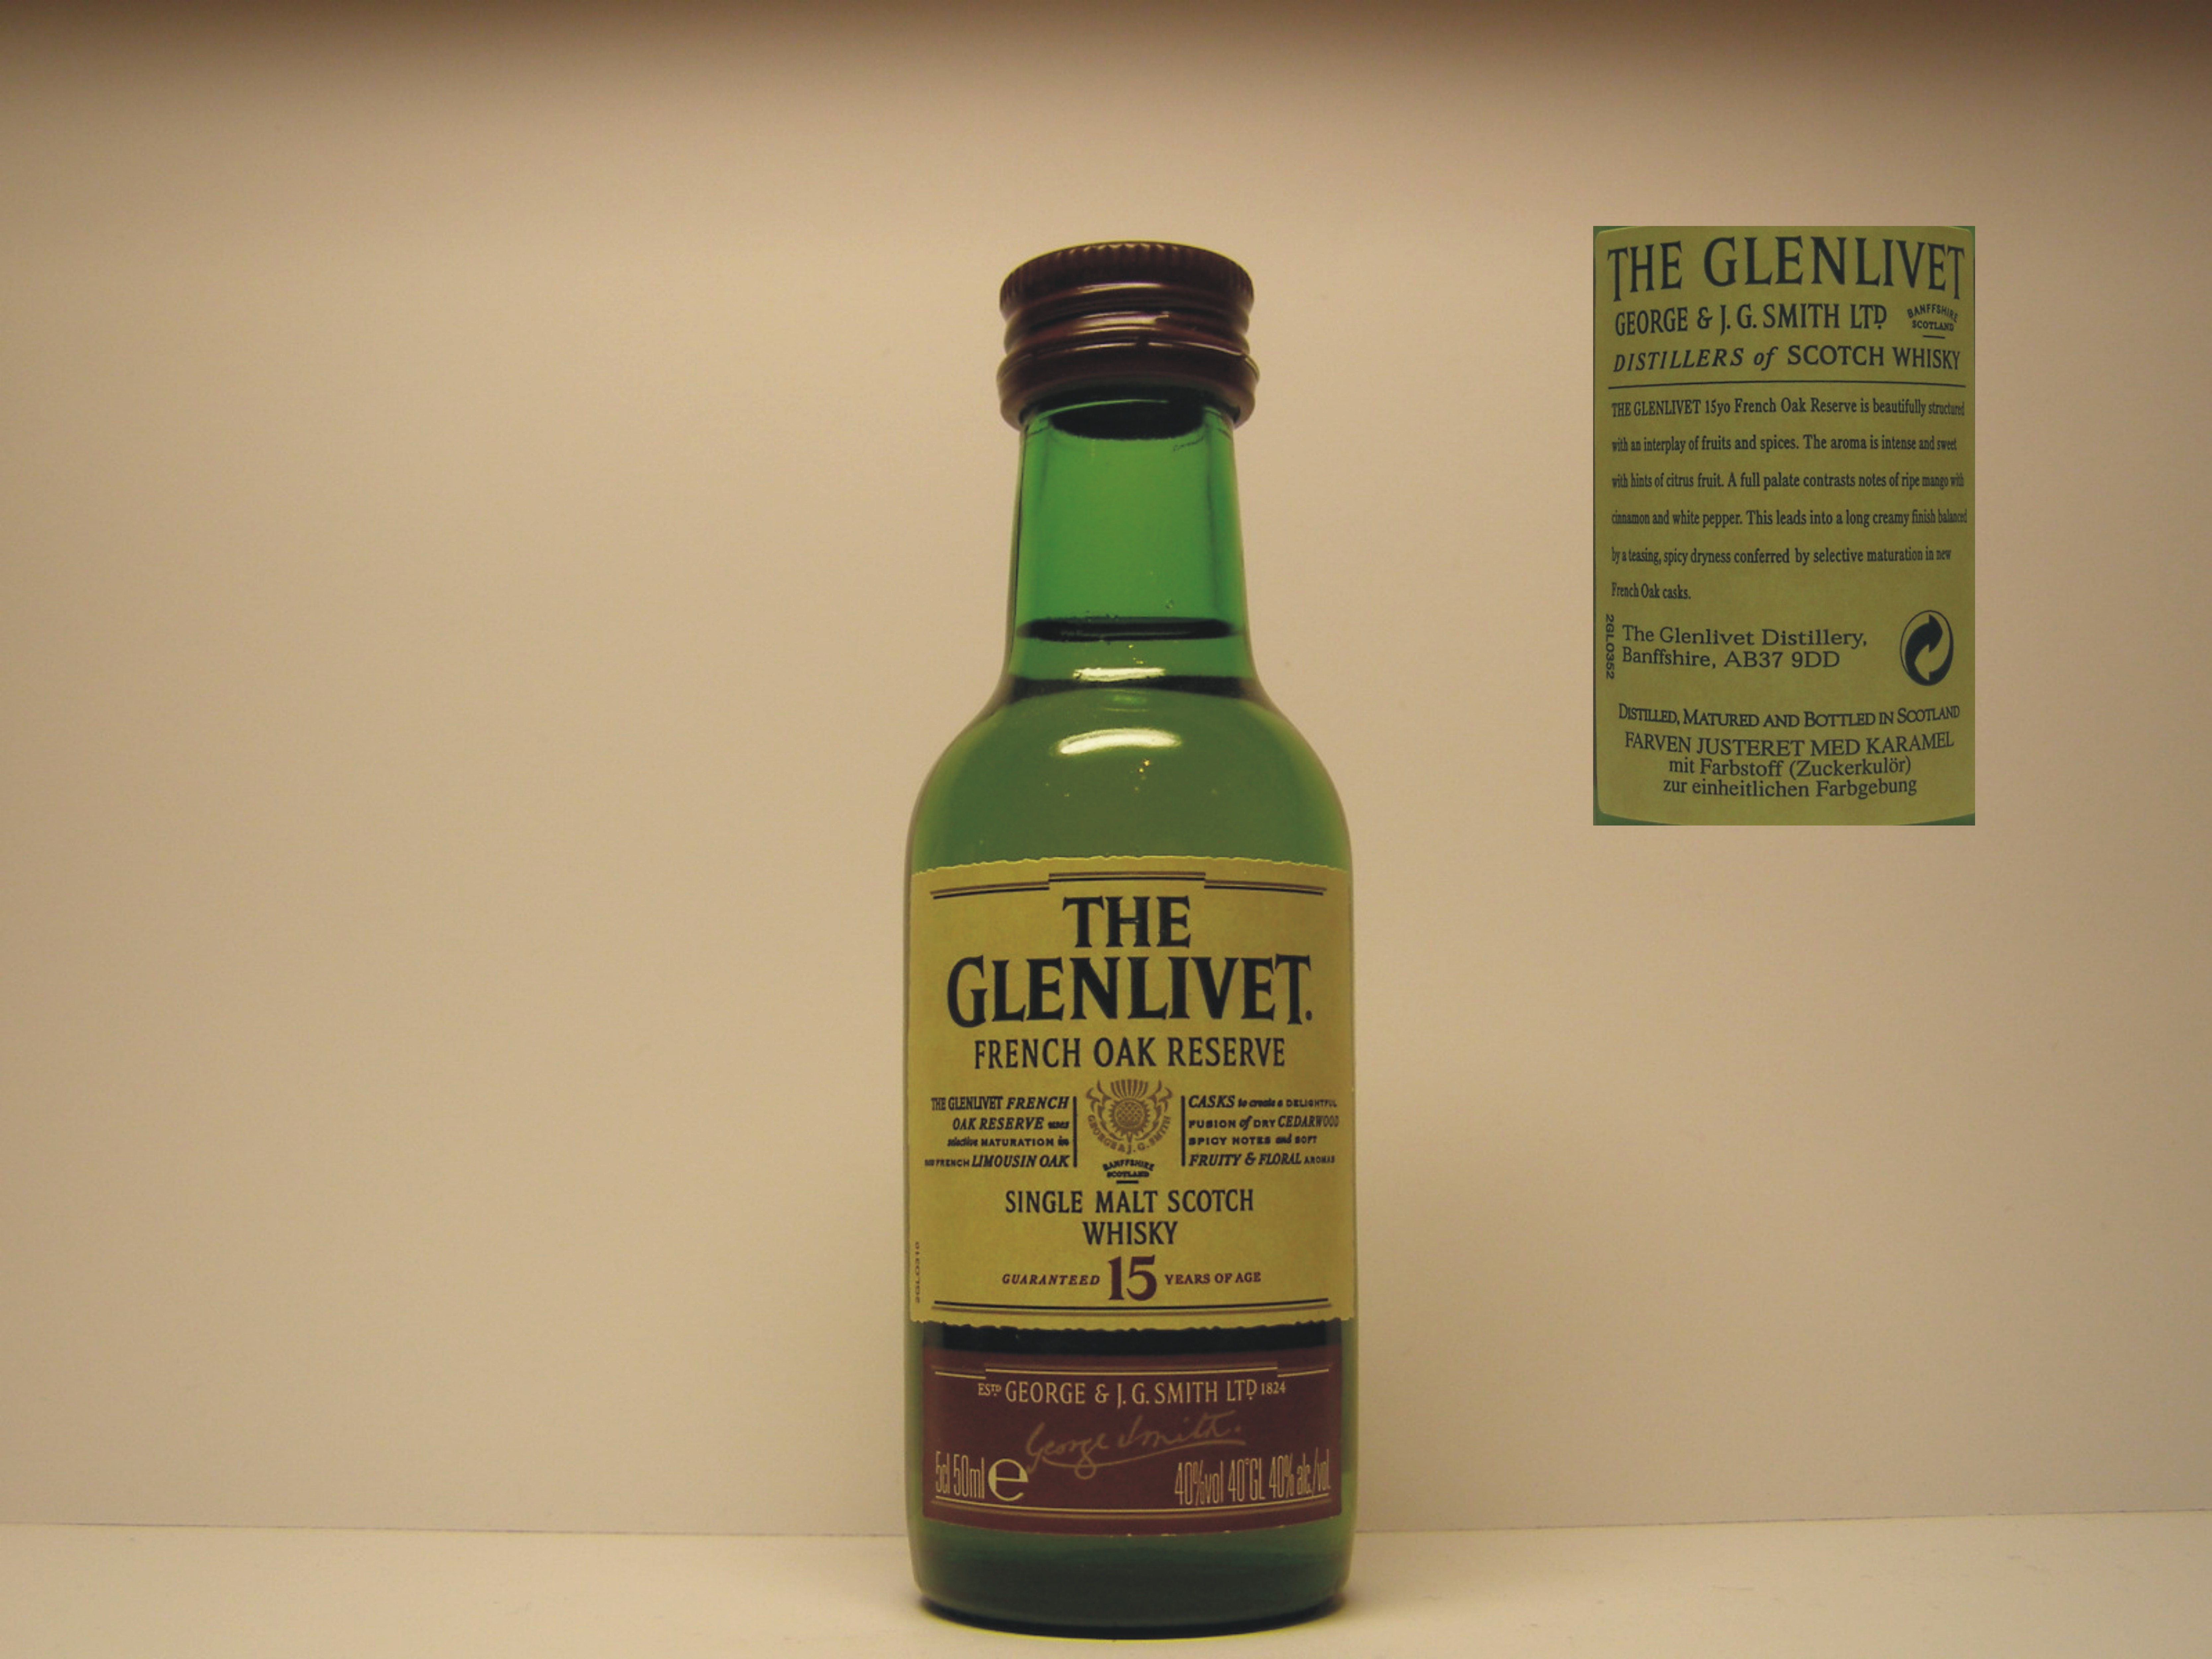 THE
GLENLIVET.
FRENCH OAK RESERVE
THE GLENLIVET FRENCH
OAK RESERVE uses
selective MATURATION in
new FRENCH LIMOUSIN OAK
GEORGE & J.G. SMITH
BANFFSHIRE
SCOTLAND
CASKS to create a DELIGHTFUL
FUSION of DRY CEDARWOOD
SPICY NOTES and SOFT
FRUITY & FLORAL AROMAS
SINGLE MALT SCOTCH
WHISKY
GUARANTEED 15 YEARS OF AGE
ESTD GEORGE & J. G. SMITH LTD 1824
George Smith.
5cl 50ml e
40%vol 40°GL 40% alc./vol.
THE GLENLIVET
GEORGE & J. G. SMITH LTD
BANFFSHIRE
SCOTLAND
DISTILLERS of SCOTCH WHISKY
THE GLENLIVET 15yo French Oak Reserve is beautifully structured
with an interplay of fruits and spices. The aroma is intense and sweet
with hints of citrus fruit. A full palate contrasts notes of ripe mango with
cinnamon and white pepper. This leads into a long creamy finish balanced
by a teasing, spicy dryness conferred by selective maturation in new
French Oak casks.
2GLO352
The Glenlivet Distillery,
Banffshire, AB37 9DD
DISTILLED, MATURED AND BOTTLED IN SCOTLAND
FARVEN JUSTERET MED KARAMEL
mit Farbstoff (Zuckerkulör)
zur einheitlichen Farbgebung